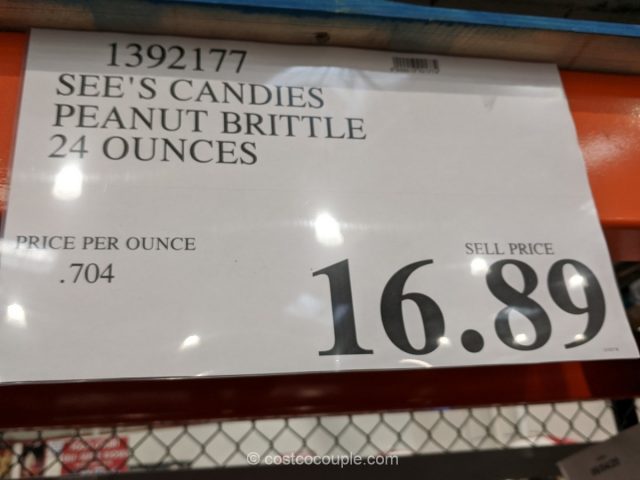 1392177
SEE'S CANDIES
PEANUT BRITTLE
24 OUNCES
PRICE PER OUNCE
.704
SELL PRICE
16.89
© costcocouple.com